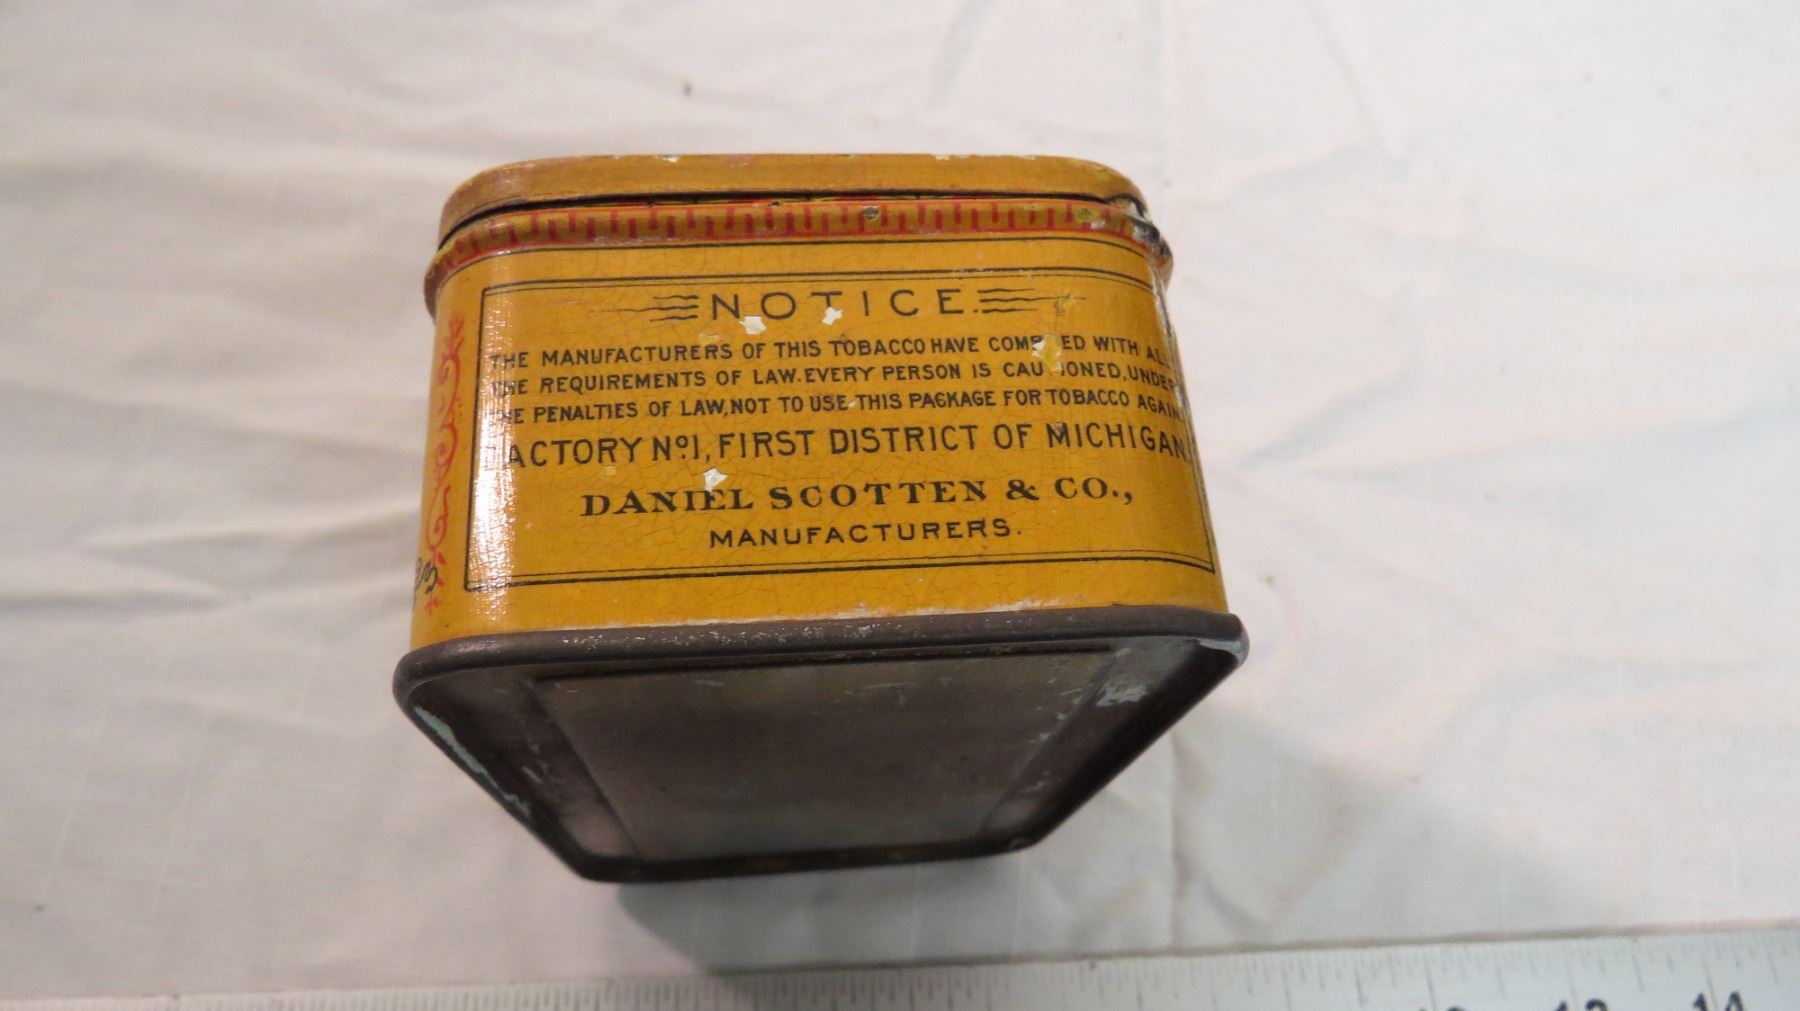 NOTICE.
THE MANUFACTURERS OF THIS TOBACCO HAVE COMPLIED WITH ALL
THE REQUIREMENTS OF LAW. EVERY PERSON IS CAUTIONED, UNDER
THE PENALTIES OF LAW, NOT TO USE THIS PACKAGE FOR TOBACCO AGAIN
FACTORY No1, FIRST DISTRICT OF MICHIGAN.
DANIEL SCOTTEN & CO.,
MANUFACTURERS.
13 14